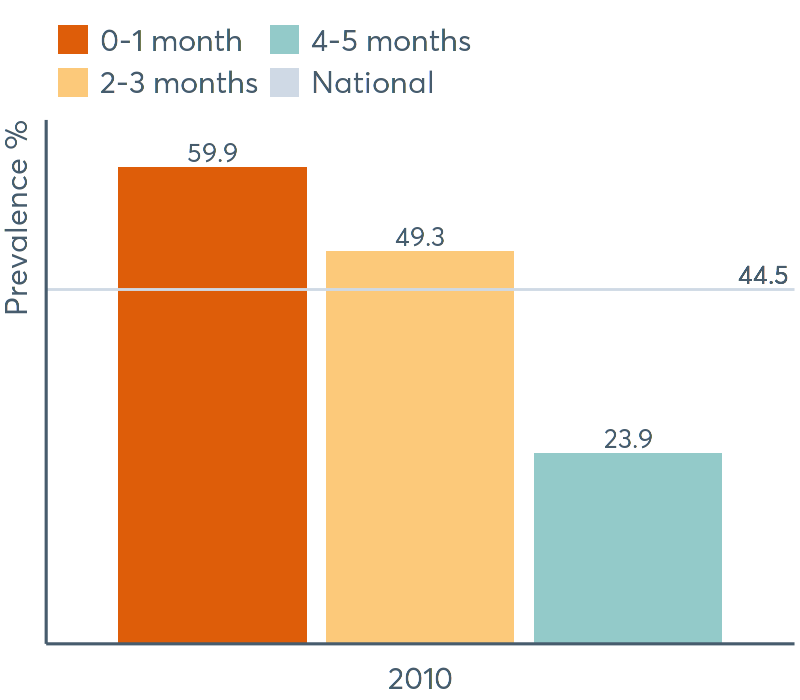 0-1 month
4-5 months
2-3 months
National
Prevalence %
59.9
49.3
44.5
23.9
2010